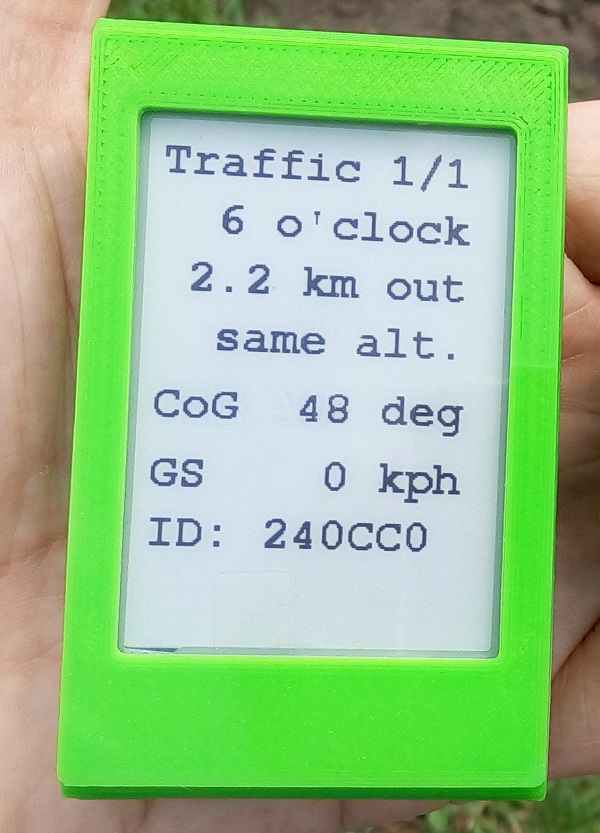 Traffic 1/1
6 o'clock
2.2 km out
same alt.
CoG 48 deg
GS 0 kph
ID: 240CC0